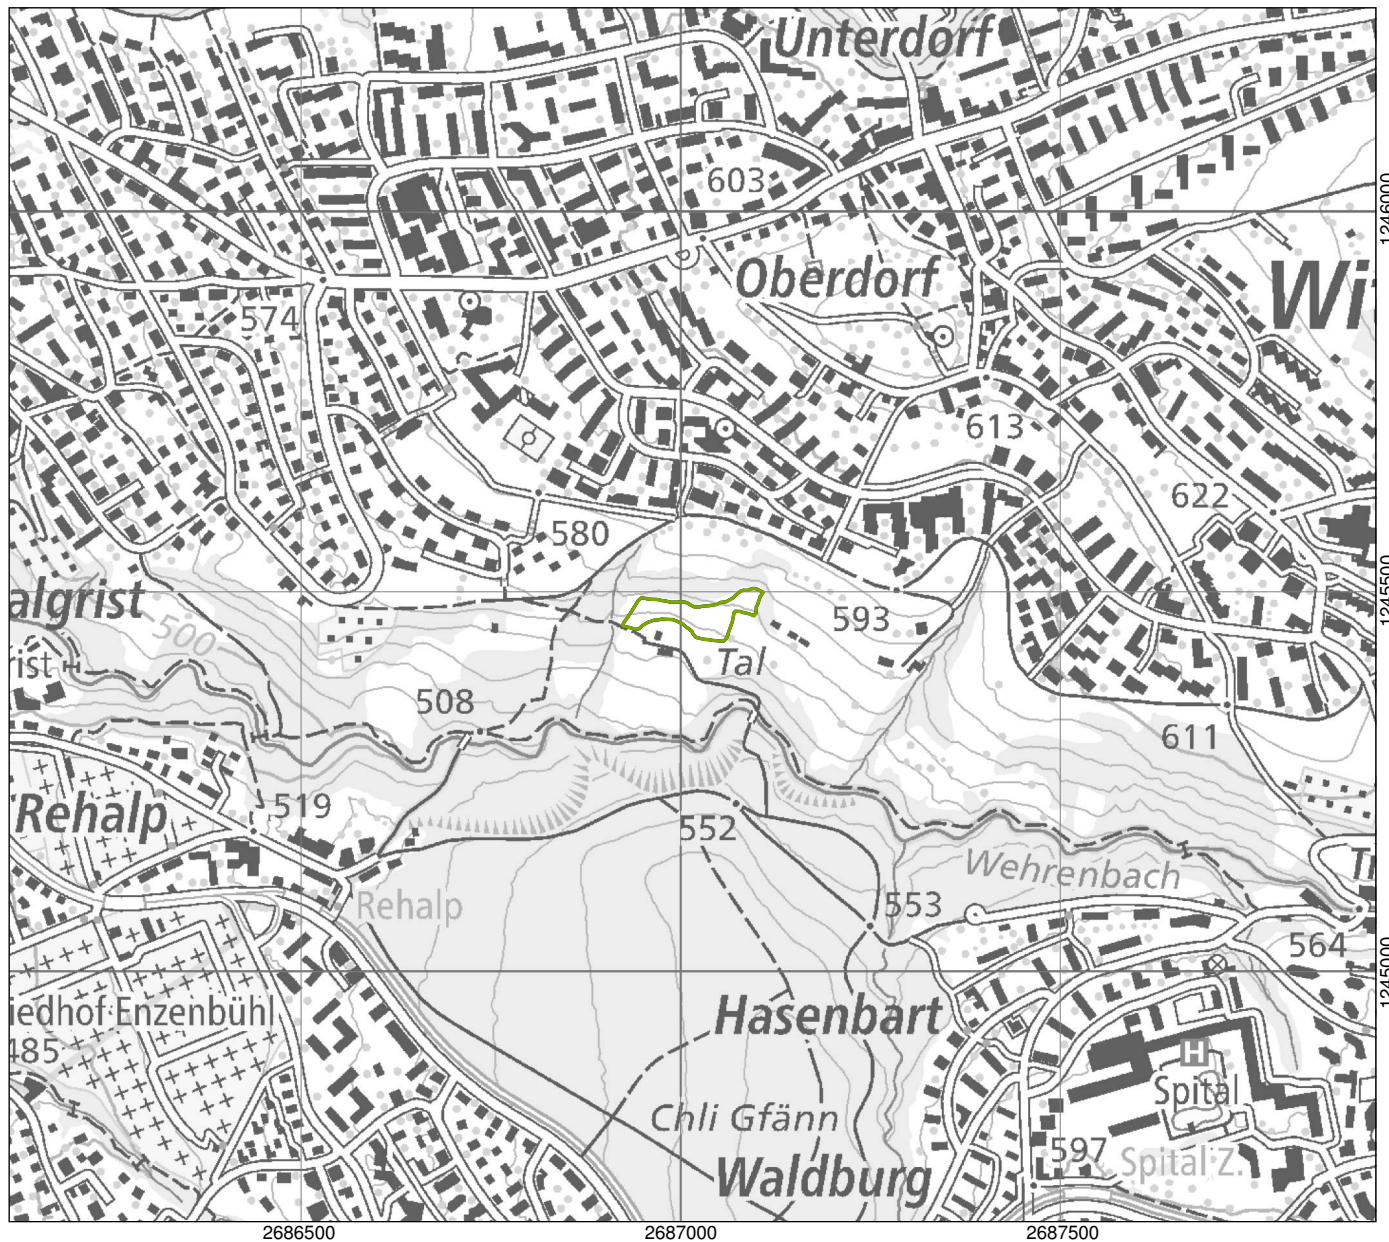 Unterdorf
603
1246000
Oberdorf
Wi
574
613
622
580
1245500
algrist
500
593
rist
Tal
508
611
Rehalp
519
552
Wehrenbach
Rehalp
553
564
1245000
iedhof Enzenbühl
Hasenbart
485
H
Spital
Chli Gfänn
597
Spital Z.
Waldburg
2686500
2687000
2687500